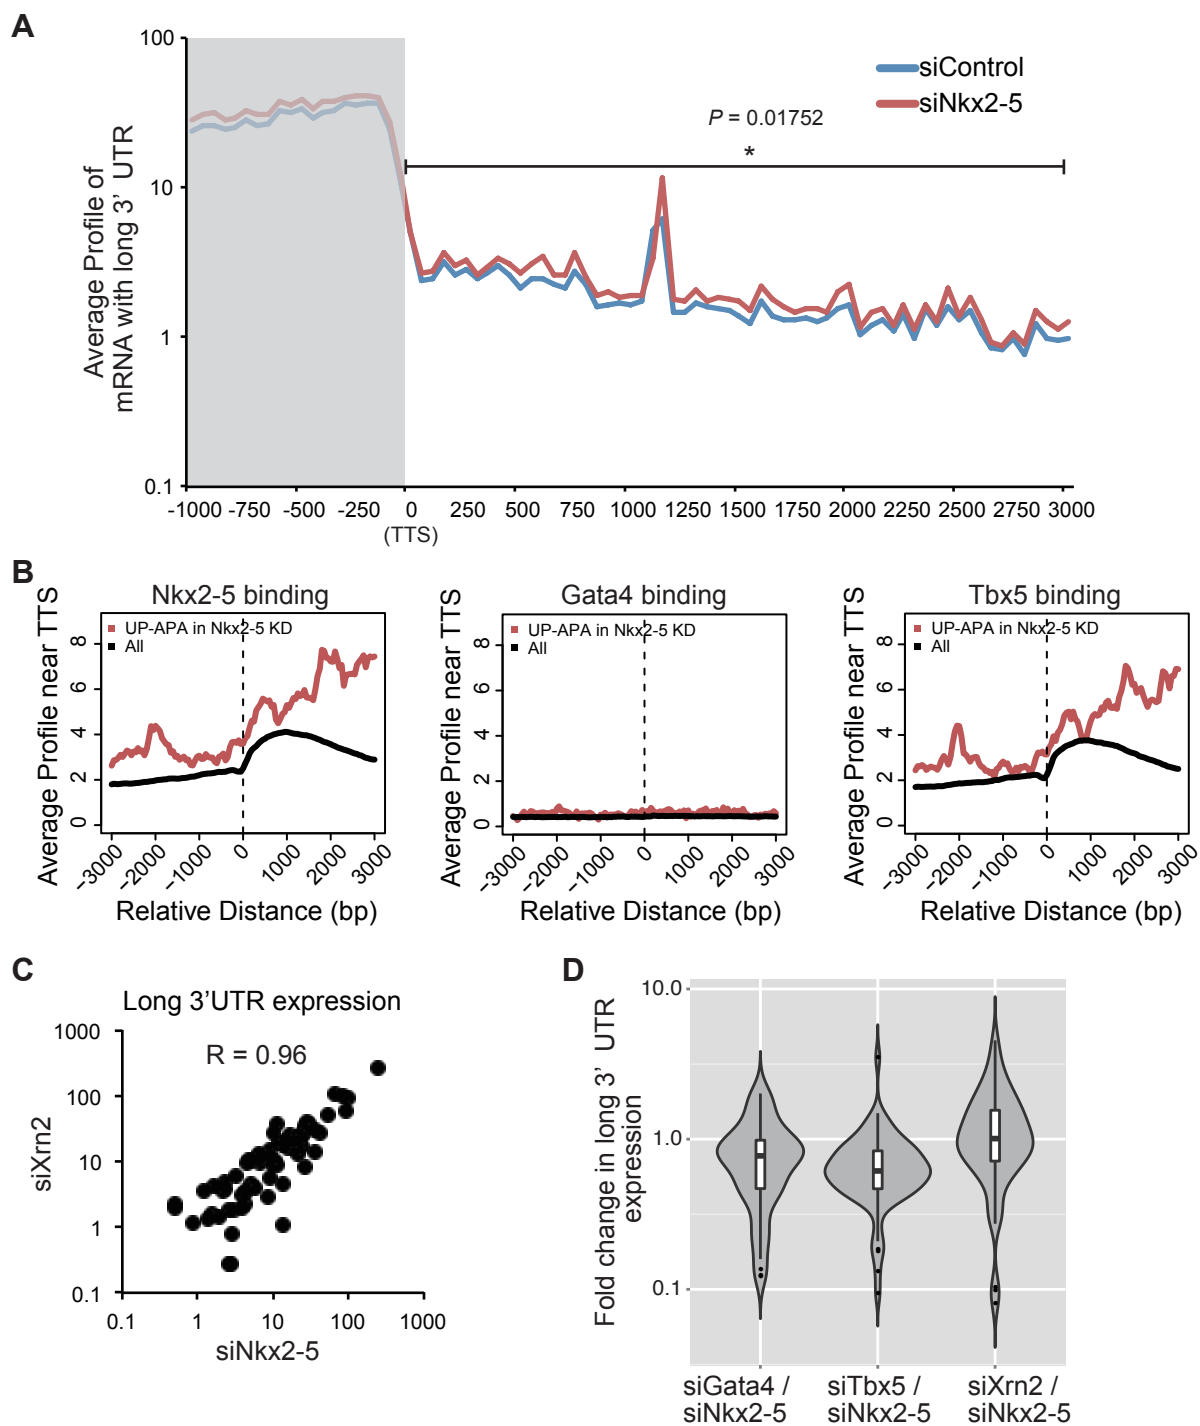 A
100
10
1
0.1
Average Profile of
mRNA with long 3’ UTR
siControl
siNkx2-5
P = 0.01752
*
-1000 -750 -500 -250 0 250 500 750 1000 1250 1500 1750 2000 2250 2500 2750 3000
(TTS)
B
Nkx2-5 binding
UP-APA in Nkx2-5 KD
All
Average Profile near TTS
8
6
4
2
0
−3000 −2000 −1000 0 1000 2000 3000
Relative Distance (bp)
Gata4 binding
UP-APA in Nkx2-5 KD
All
Average Profile near TTS
8
6
4
2
0
−3000 −2000 −1000 0 1000 2000 3000
Relative Distance (bp)
Tbx5 binding
UP-APA in Nkx2-5 KD
All
Average Profile near TTS
8
6
4
2
0
−3000 −2000 −1000 0 1000 2000 3000
Relative Distance (bp)
C
Long 3’UTR expression
R = 0.96
siXrn2
1000
100
10
1
0.1
0.1 1 10 100 1000
siNkx2-5
D
Fold change in long 3’ UTR
expression
10.0
1.0
0.1
siGata4 /
siNkx2-5
siTbx5 /
siNkx2-5
siXrn2 /
siNkx2-5